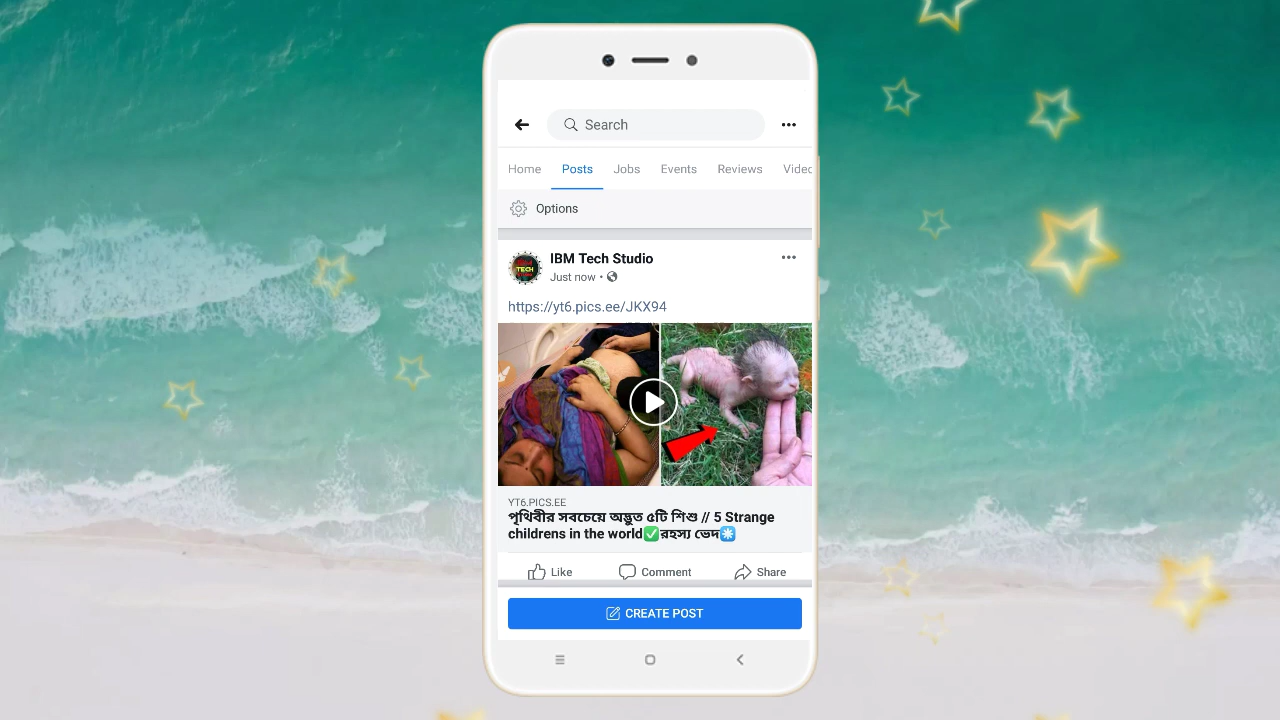 Search
Home Posts Jobs Events Reviews Videc
Options
TECH
IBM Tech Studio
Just now •
https://yt6.pics.ee/JKX94
YT6.PICS.EE
পৃথিবীর সবচেয়ে অদ্ভুত ৫টি শিশু // 5 Strange
childrens in the world✅রহস্য ভেদ✳️
Like Comment Share
CREATE POST